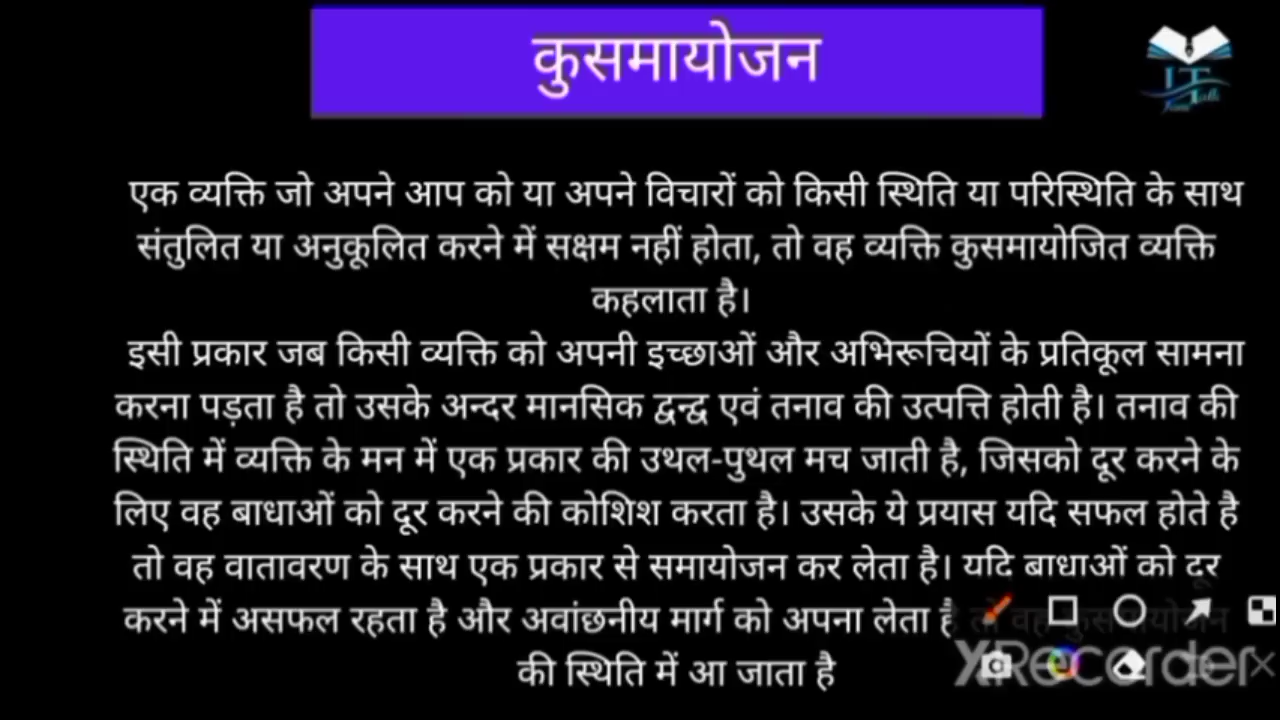 कुसमायोजन
एक व्यक्ति जो अपने आप को या अपने विचारों को किसी स्थिति या परिस्थिति के साथ
संतुलित या अनुकूलित करने में सक्षम नहीं होता, तो वह व्यक्ति कुसमायोजित व्यक्ति
कहलाता है।
इसी प्रकार जब किसी व्यक्ति को अपनी इच्छाओं और अभिरूचियों के प्रतिकूल सामना
करना पड़ता है तो उसके अन्दर मानसिक द्वन्द्व एवं तनाव की उत्पत्ति होती है। तनाव की
स्थिति में व्यक्ति के मन में एक प्रकार की उथल-पुथल मच जाती है, जिसको दूर करने के
लिए वह बाधाओं को दूर करने की कोशिश करता है। उसके ये प्रयास यदि सफल होते है
तो वह वातावरण के साथ एक प्रकार से समायोजन कर लेता है। यदि बाधाओं को दूर
करने में असफल रहता है और अवांछनीय मार्ग को अपना लेता है तो वह कुसमायोजन
की स्थिति में आ जाता है
XRecorder